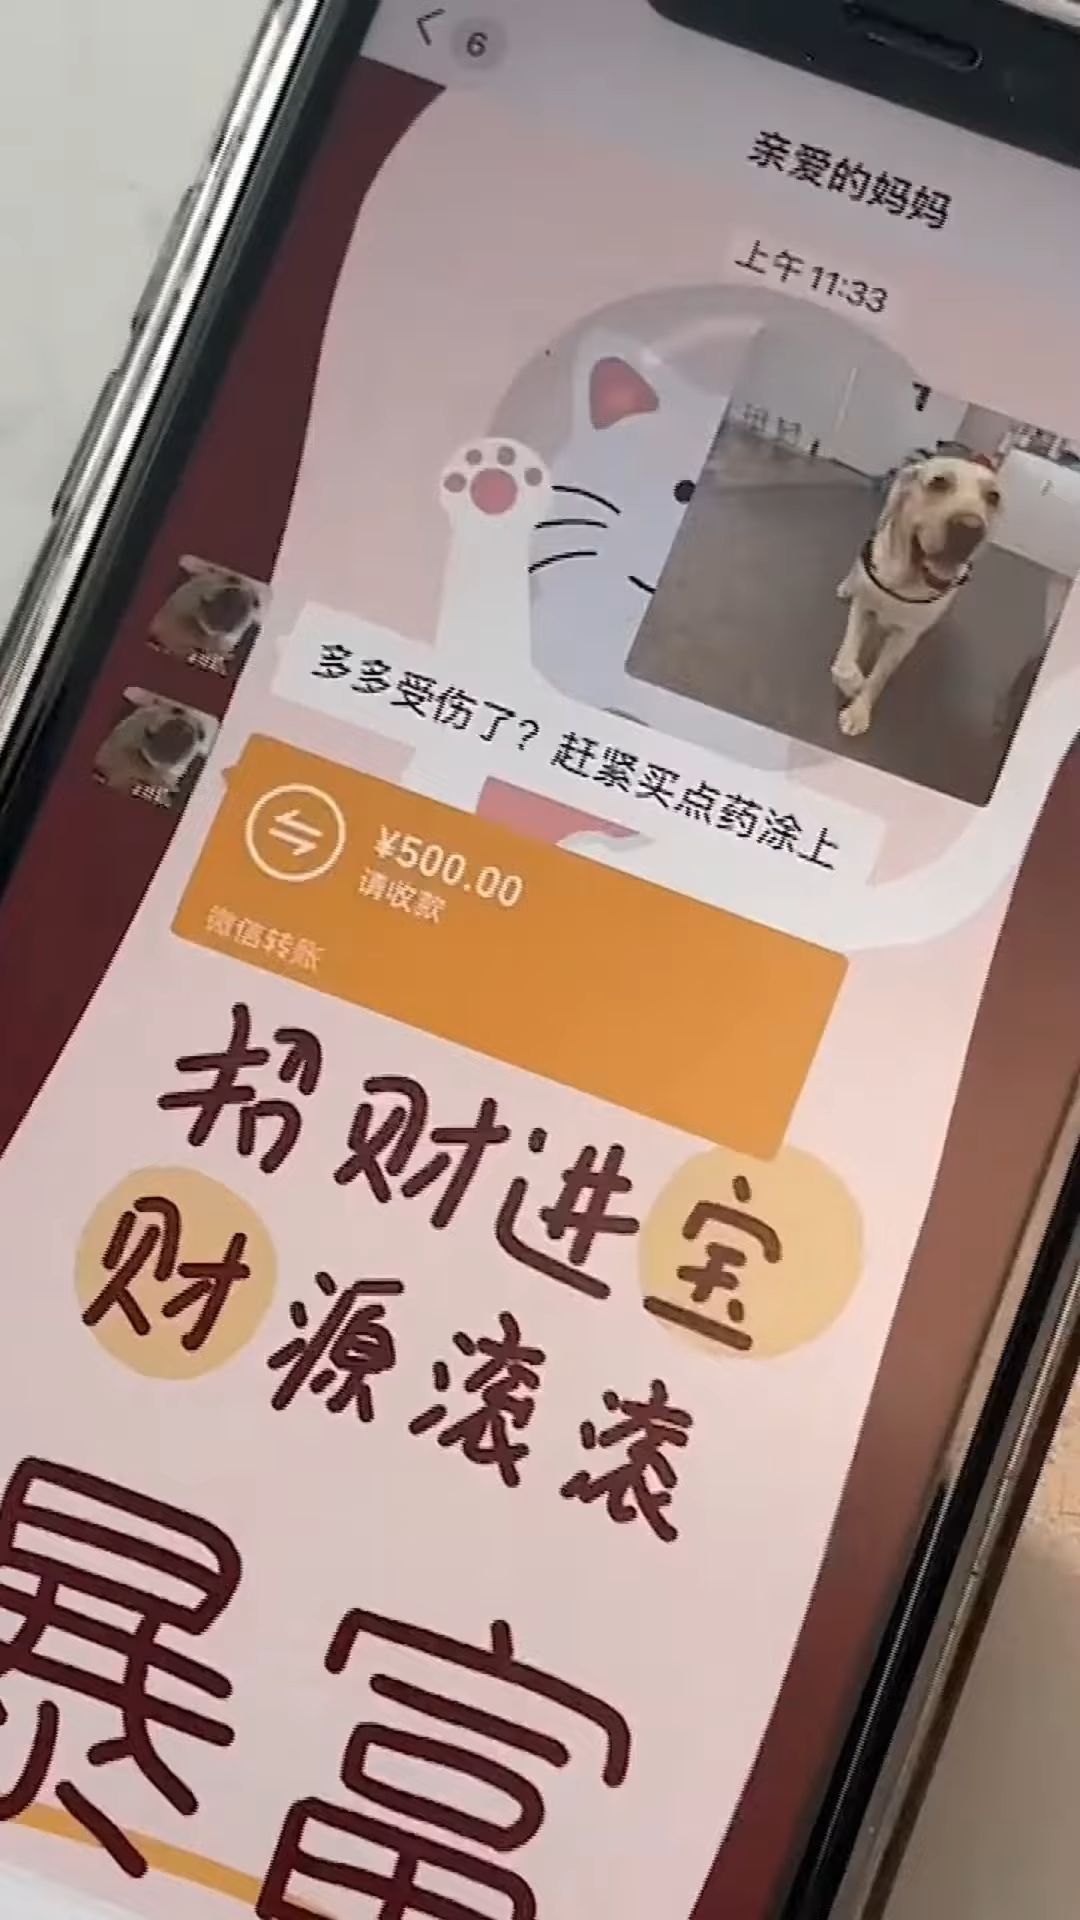 6
亲爱的妈妈
上午11:33
多多受伤了？赶紧买点药涂上
¥500.00
请收款
微信转账
招财进宝
财源滚滚
暴富